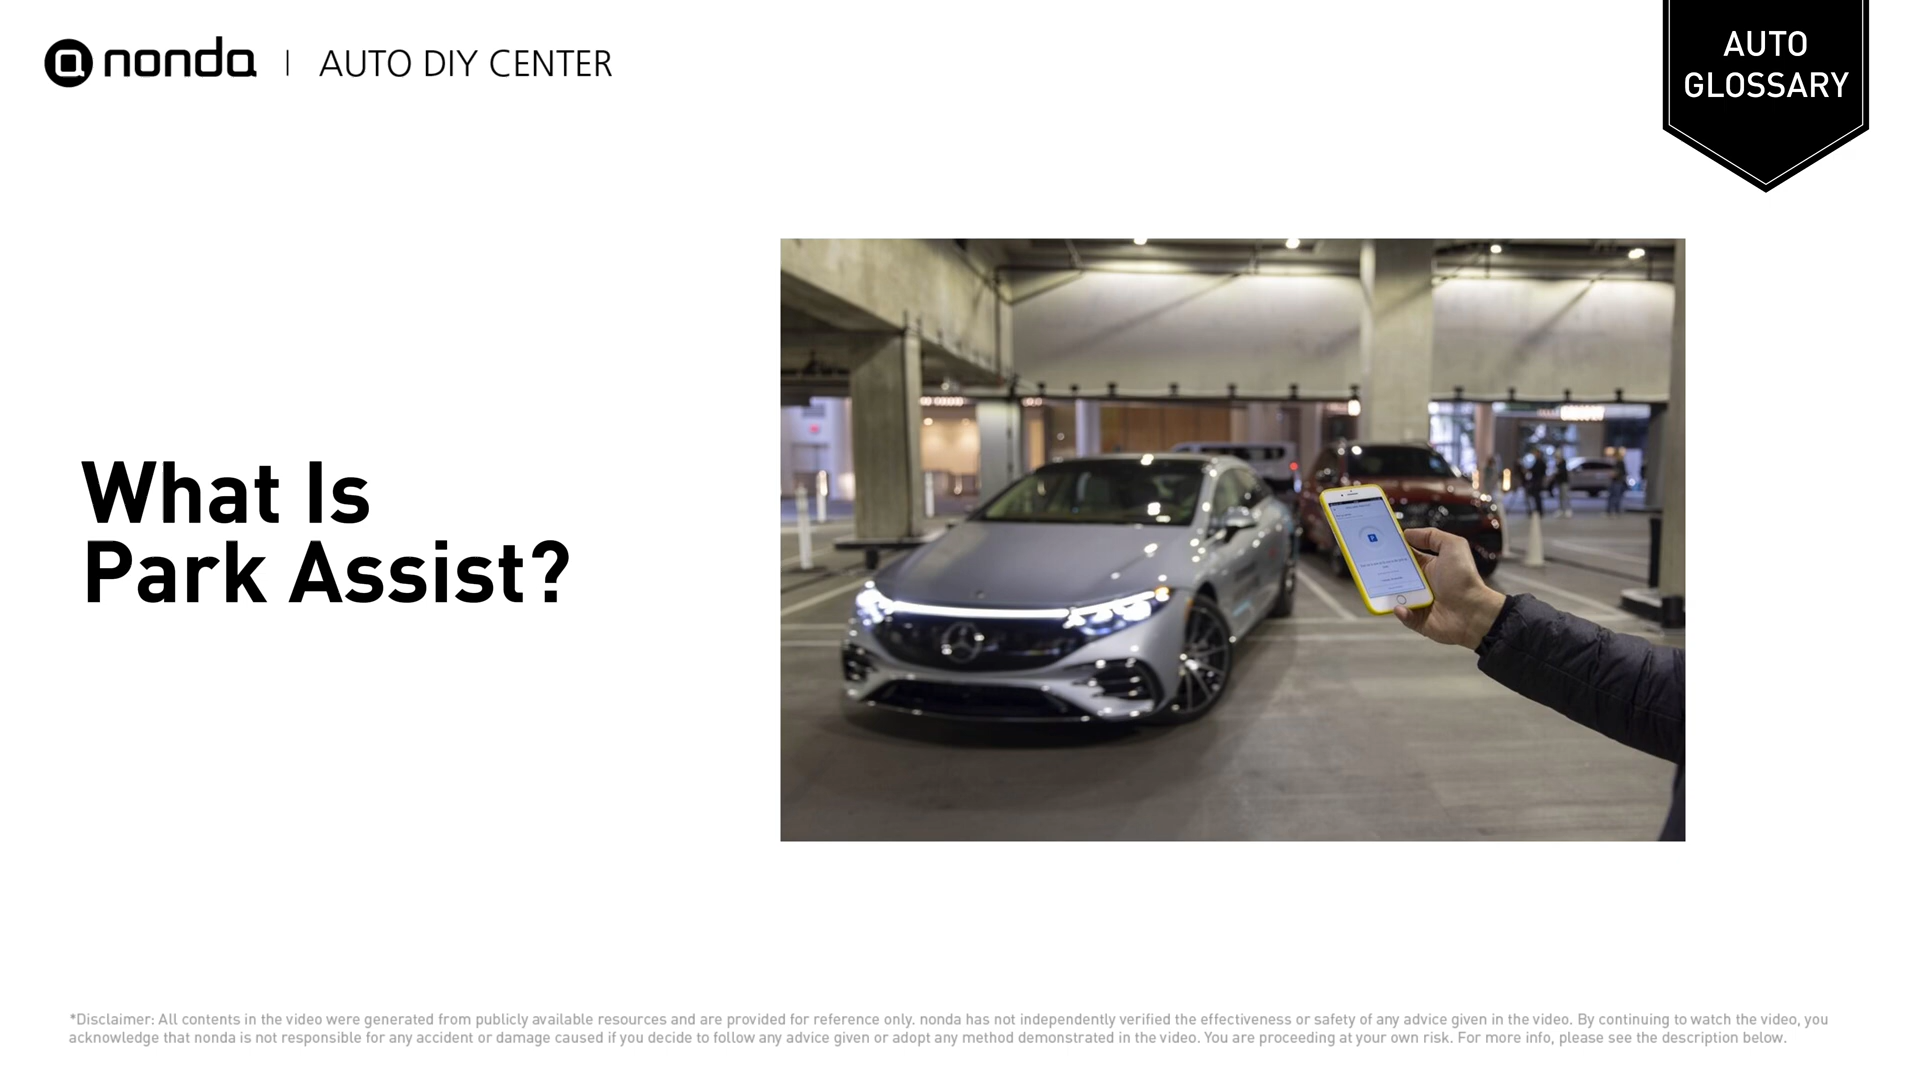 nonda | AUTO DIY CENTER
AUTO
GLOSSARY
What Is
Park Assist?
*Disclaimer: All contents in the video were generated from publicly available resources and are provided for reference only. nonda has not independently verified the effectiveness or safety of any advice given in the video. By continuing to watch the video, you
acknowledge that nonda is not responsible for any accident or damage caused if you decide to follow any advice given or adopt any method demonstrated in the video. You are proceeding at your own risk. For more info, please see the description below.